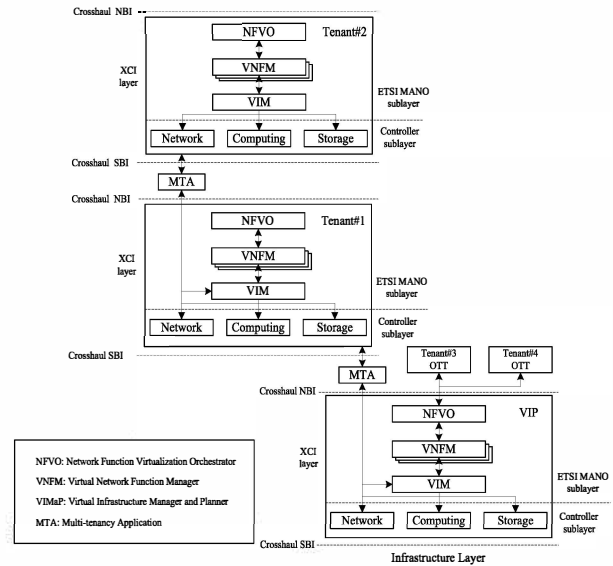 Crosshaul NBI
NFVO
Tenant#2
XCI
layer
VNFM
VIM
ETSI MANO
sublayer
Network
Computing
Storage
Controller
sublayer
Crosshaul SBI
MTA
Crosshaul NBI
NFVO
Tenant#1
XCI
layer
VNFM
VIM
ETSI MANO
sublayer
Network
Computing
Storage
Controller
sublayer
Crosshaul SBI
MTA
Tenant#3
OTT
Tenant#4
OTT
Crosshaul NBI
NFVO
VIP
XCI
layer
VNFM
VIM
ETSI MANO
sublayer
Network
Computing
Storage
Controller
sublayer
Crosshaul SBI
Infrastructure Layer
NFVO: Network Function Virtualization Orchestrator
VNFM: Virtual Network Function Manager
VIMaP: Virtual Infrastructure Manager and Planner
MTA: Multi-tenancy Application